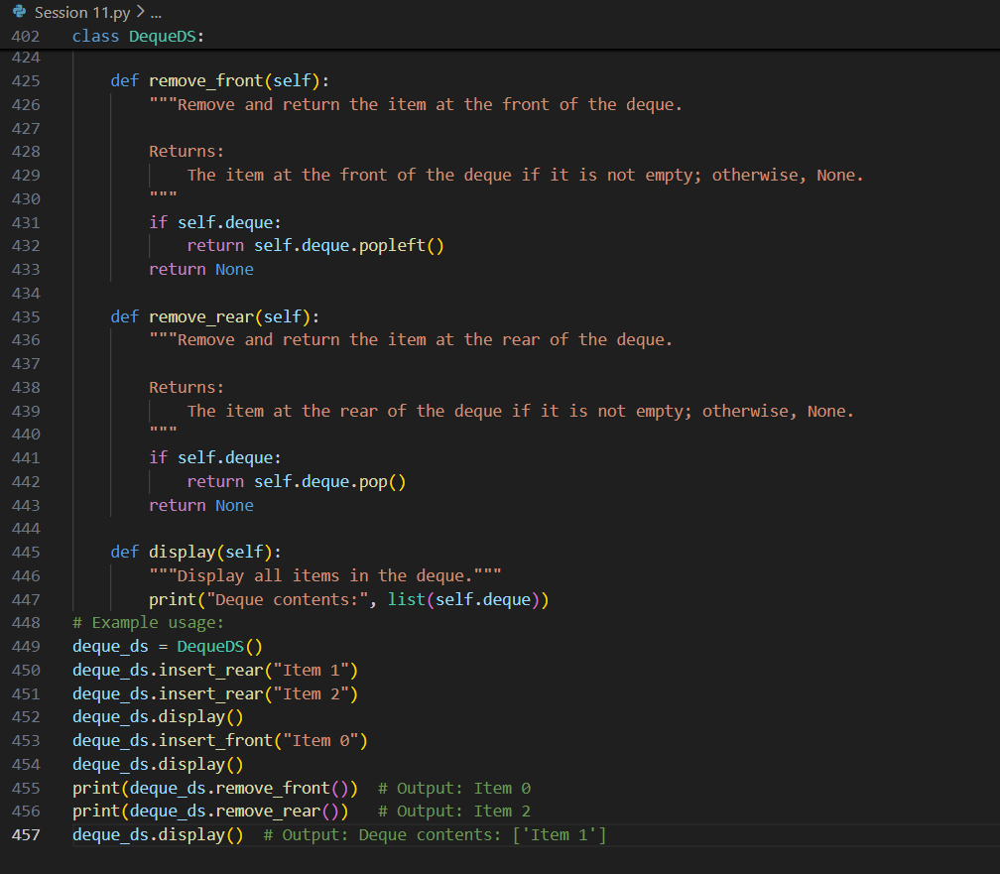 Session 11.py > ...
402 class DequeDS:
424
425     def remove_front(self):
426         """Remove and return the item at the front of the deque.
427
428         Returns:
429             The item at the front of the deque if it is not empty; otherwise, None.
430         """
431         if self.deque:
432             return self.deque.popleft()
433         return None
434
435     def remove_rear(self):
436         """Remove and return the item at the rear of the deque.
437
438         Returns:
439             The item at the rear of the deque if it is not empty; otherwise, None.
440         """
441         if self.deque:
442             return self.deque.pop()
443         return None
444
445     def display(self):
446         """Display all items in the deque."""
447         print("Deque contents:", list(self.deque))
448 # Example usage:
449 deque_ds = DequeDS()
450 deque_ds.insert_rear("Item 1")
451 deque_ds.insert_rear("Item 2")
452 deque_ds.display()
453 deque_ds.insert_front("Item 0")
454 deque_ds.display()
455 print(deque_ds.remove_front())  # Output: Item 0
456 print(deque_ds.remove_rear())   # Output: Item 2
457 deque_ds.display()  # Output: Deque contents: ['Item 1']